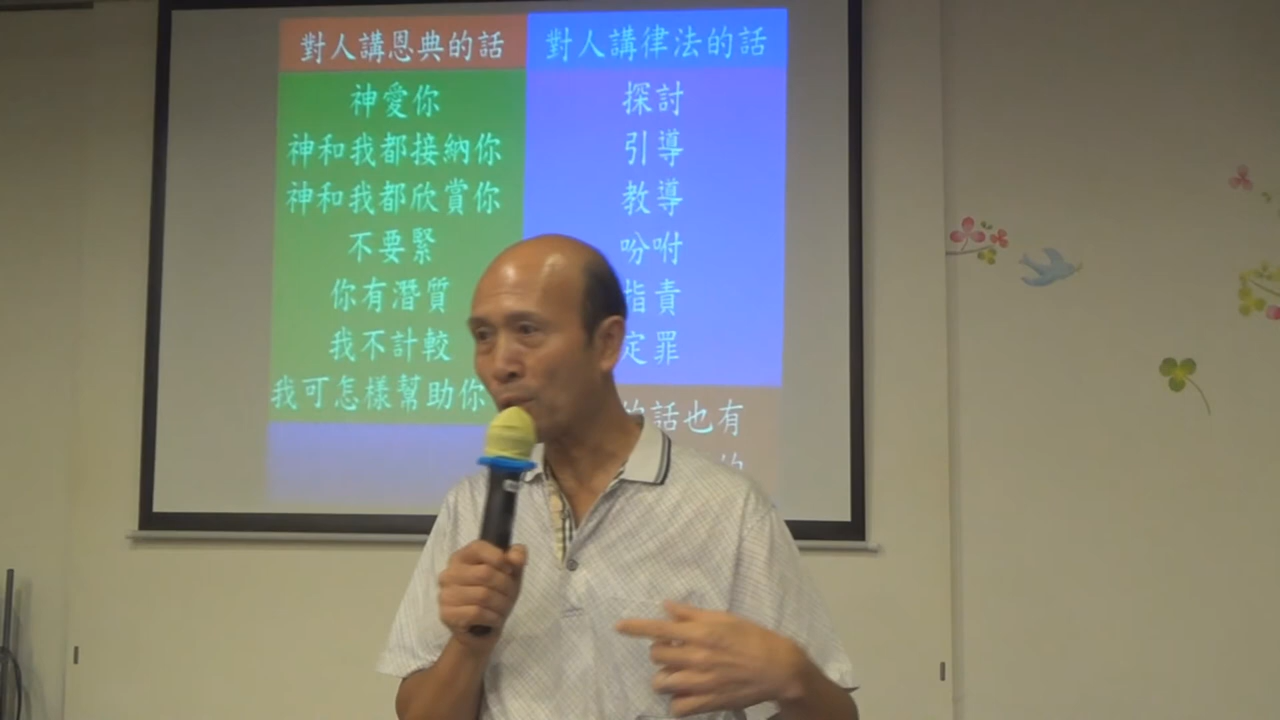 對人講恩典的話
神愛你
神和我都接納你
神和我都欣賞你
不要緊
你有潛質
我不計較
我可怎樣幫助你
對人講律法的話
探討
引導
教導
吩咐
指責
定罪
的話也有
的